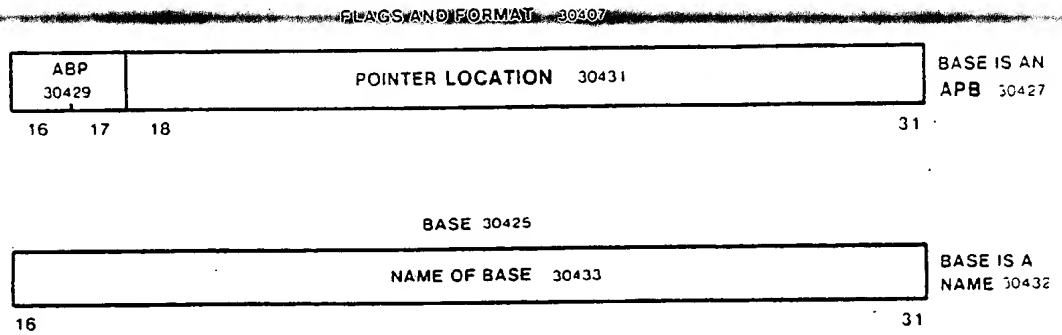 FLAGS AND FORMAT 30407
ABP
30429
POINTER LOCATION 30431
BASE IS AN
APB 30427
16 17 18 31
BASE 30425
NAME OF BASE 30433
BASE IS A
NAME 30432
16 31